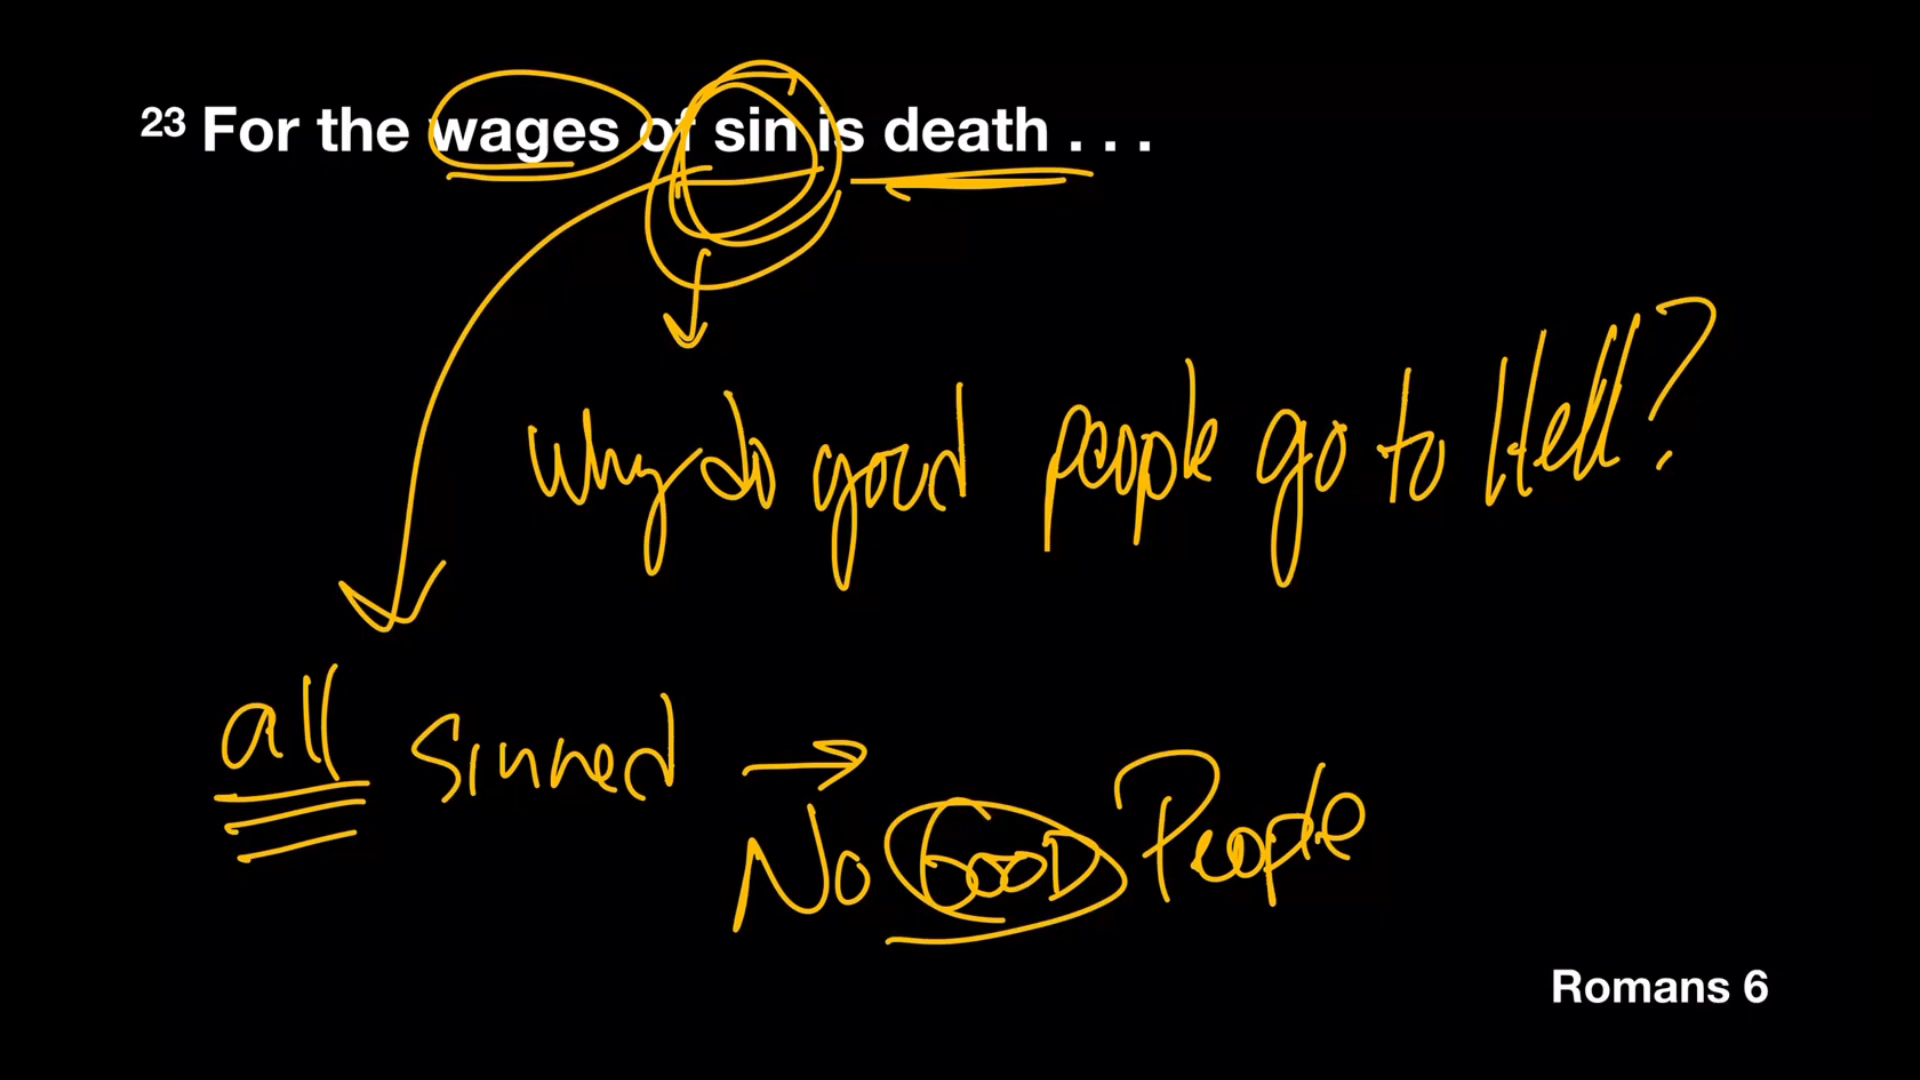 23 For the wages of sin is death . . .
Why do good people go to Hell?
all sinned →
No GOOD People
Romans 6